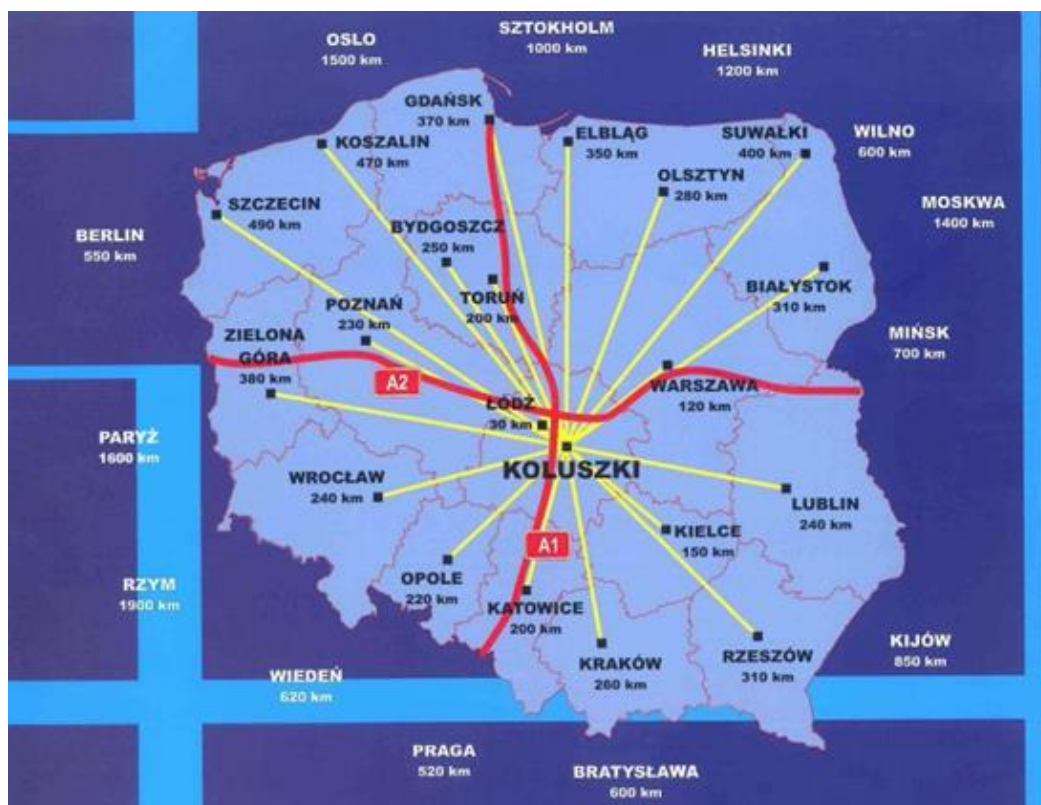 SZTOKHOLM
1000 km
OSLO
1500 km
HELSINKI
1200 km
GDAŃSK
370 km
KOSZALIN
470 km
ELBLĄG
350 km
SUWAŁKI
400 km
WILNO
600 km
OLSZTYN
280 km
SZCZECIN
490 km
MOSKWA
1400 km
BERLIN
550 km
BYDGOSZCZ
250 km
BIAŁYSTOK
310 km
TORUŃ
200 km
POZNAŃ
230 km
ZIELONA
GÓRA
380 km
MIŃSK
700 km
A2
WARSZAWA
120 km
ŁÓDŹ
30 km
PARYŻ
1600 km
KOLUSZKI
WROCŁAW
240 km
LUBLIN
240 km
KIELCE
150 km
A1
OPOLE
220 km
RZYM
1900 km
KATOWICE
200 km
KRAKÓW
260 km
RZESZÓW
310 km
KIJÓW
850 km
WIEDEŃ
620 km
PRAGA
520 km
BRATYSŁAWA
600 km